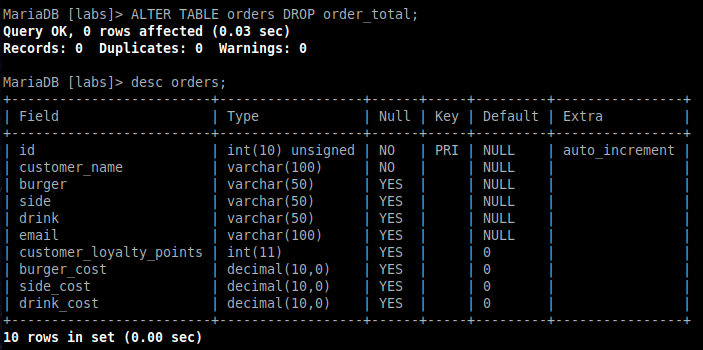 MariaDB [labs]> ALTER TABLE orders DROP order_total;
Query OK, 0 rows affected (0.03 sec)
Records: 0  Duplicates: 0  Warnings: 0

MariaDB [labs]> desc orders;
+-------------------------+------------------+------+-----+---------+----------------+
| Field                   | Type             | Null | Key | Default | Extra          |
+-------------------------+------------------+------+-----+---------+----------------+
| id                      | int(10) unsigned | NO   | PRI | NULL    | auto_increment |
| customer_name           | varchar(100)     | NO   |     | NULL    |                |
| burger                  | varchar(50)      | YES  |     | NULL    |                |
| side                    | varchar(50)      | YES  |     | NULL    |                |
| drink                   | varchar(50)      | YES  |     | NULL    |                |
| email                   | varchar(100)     | YES  |     | NULL    |                |
| customer_loyalty_points | int(11)          | YES  |     | 0       |                |
| burger_cost             | decimal(10,0)    | YES  |     | 0       |                |
| side_cost               | decimal(10,0)    | YES  |     | 0       |                |
| drink_cost              | decimal(10,0)    | YES  |     | 0       |                |
+-------------------------+------------------+------+-----+---------+----------------+
10 rows in set (0.00 sec)